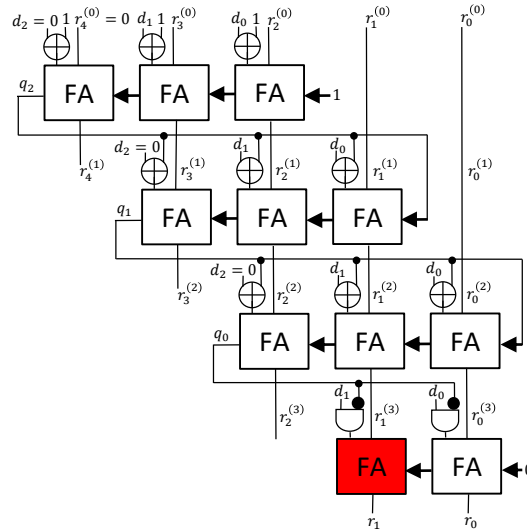 d₂ = 0 1 r₄⁽⁰⁾ = 0 d₁ 1 r₃⁽⁰⁾ d₀ 1 r₂⁽⁰⁾ r₁⁽⁰⁾ r₀⁽⁰⁾
q₂ FA FA FA 1
d₂ = 0 d₁ d₀
r₄⁽¹⁾ r₃⁽¹⁾ r₂⁽¹⁾ r₁⁽¹⁾ r₀⁽¹⁾
q₁ FA FA FA
d₂ = 0 d₁ d₀
r₃⁽²⁾ r₂⁽²⁾ r₁⁽²⁾ r₀⁽²⁾
q₀ FA FA FA
d₁ d₀
r₂⁽³⁾ r₁⁽³⁾ r₀⁽³⁾
FA FA 0
r₁ r₀